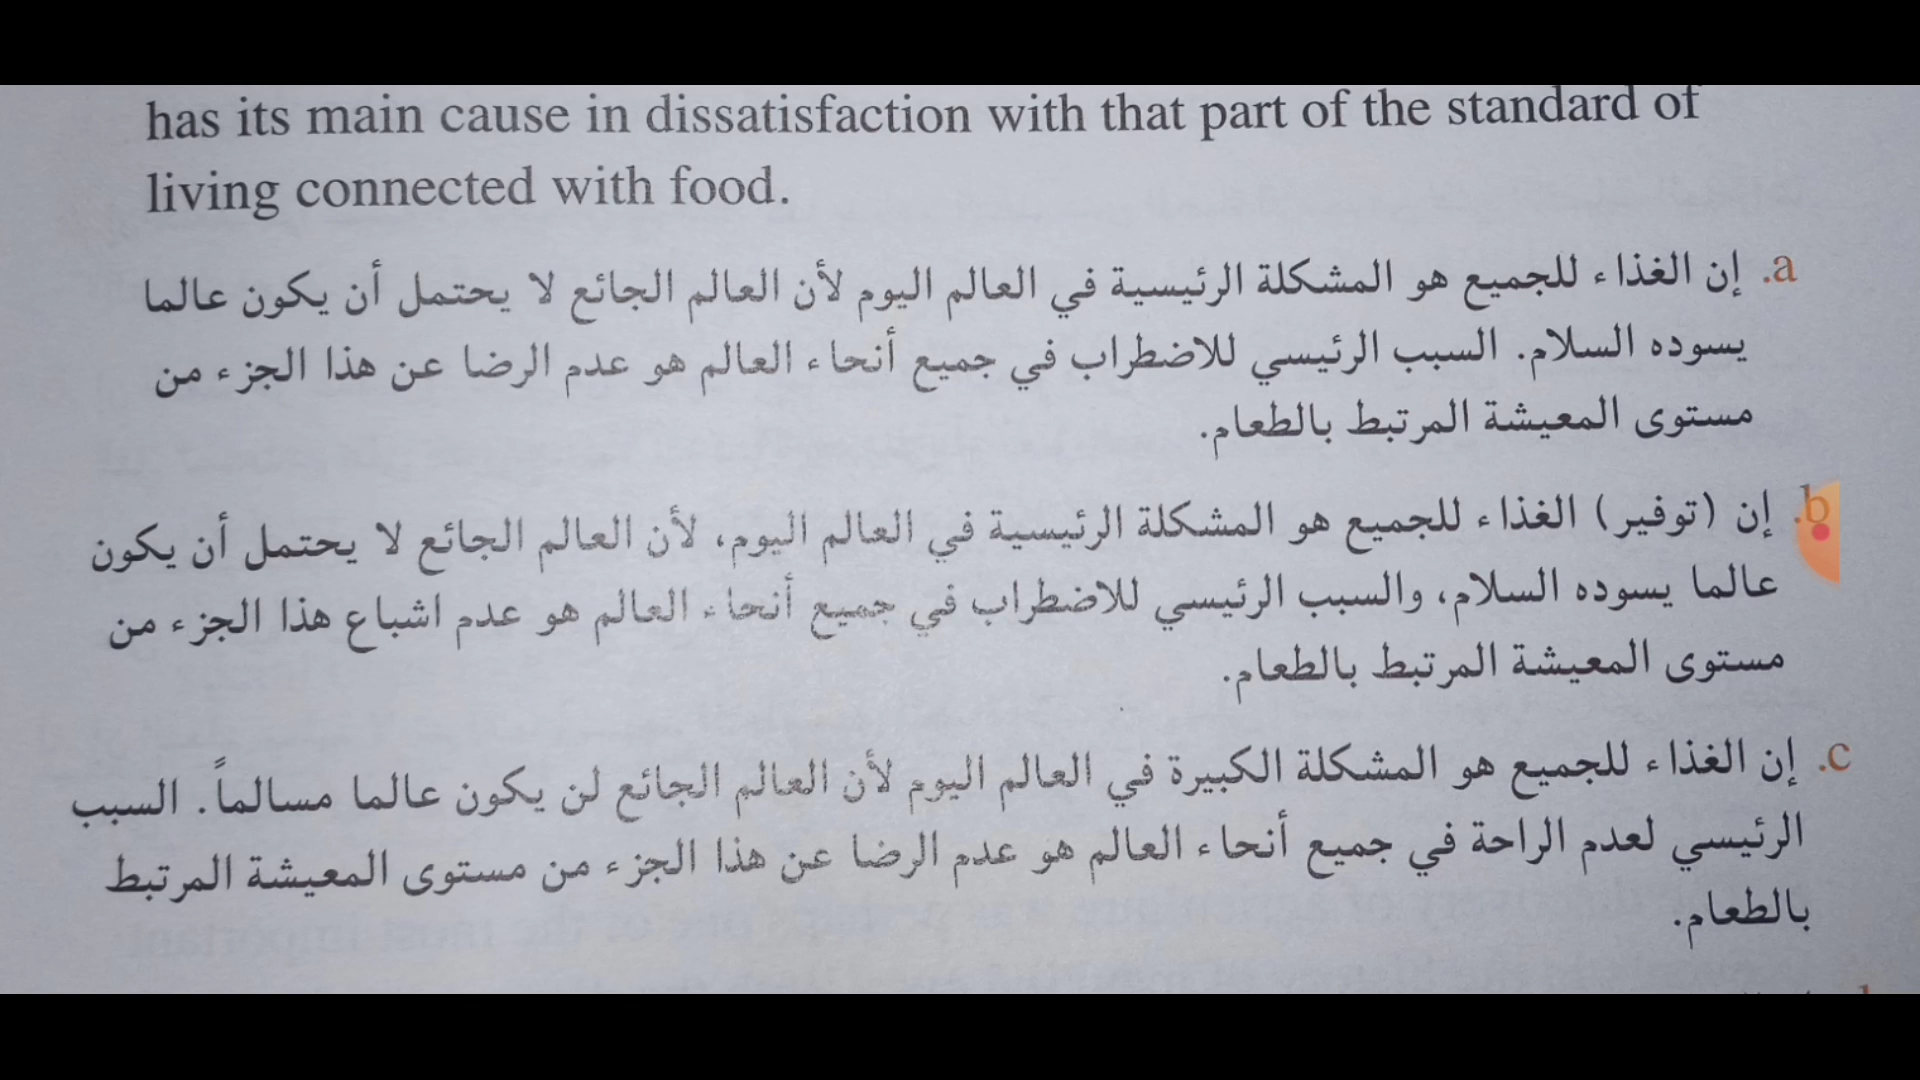 has its main cause in dissatisfaction with that part of the standard of
living connected with food.
a. إن الغذاء للجميع هو المشكلة الرئيسية في العالم اليوم لأن العالم الجائع لا يحتمل أن يكون عالما
يسوده السلام. السبب الرئيسي للاضطراب في جميع أنحاء العالم هو عدم الرضا عن هذا الجزء من
مستوى المعيشة المرتبط بالطعام.
b. إن (توفير) الغذاء للجميع هو المشكلة الرئيسية في العالم اليوم، لأن العالم الجائع لا يحتمل أن يكون
عالما يسوده السلام، والسبب الرئيسي للاضطراب في جميع أنحاء العالم هو عدم اشباع هذا الجزء من
مستوى المعيشة المرتبط بالطعام.
c. إن الغذاء للجميع هو المشكلة الكبيرة في العالم اليوم لأن العالم الجائع لن يكون عالما مسالماً. السبب
الرئيسي لعدم الراحة في جميع أنحاء العالم هو عدم الرضا عن هذا الجزء من مستوى المعيشة المرتبط
بالطعام.